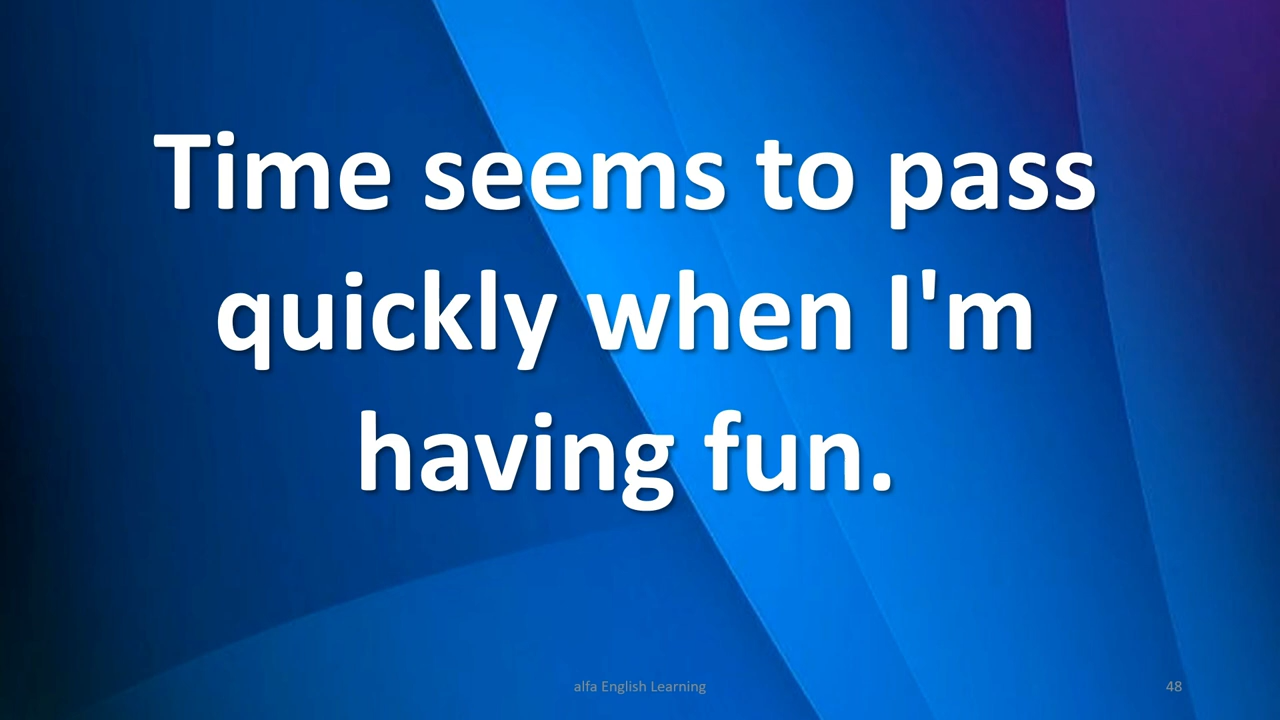 Time seems to pass
quickly when I'm
having fun.
alfa English Learning
48